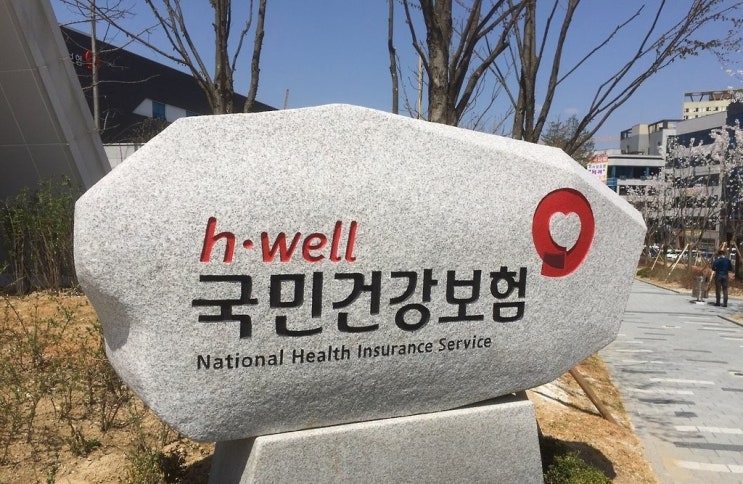 h·well
국민건강보험
National Health Insurance Service